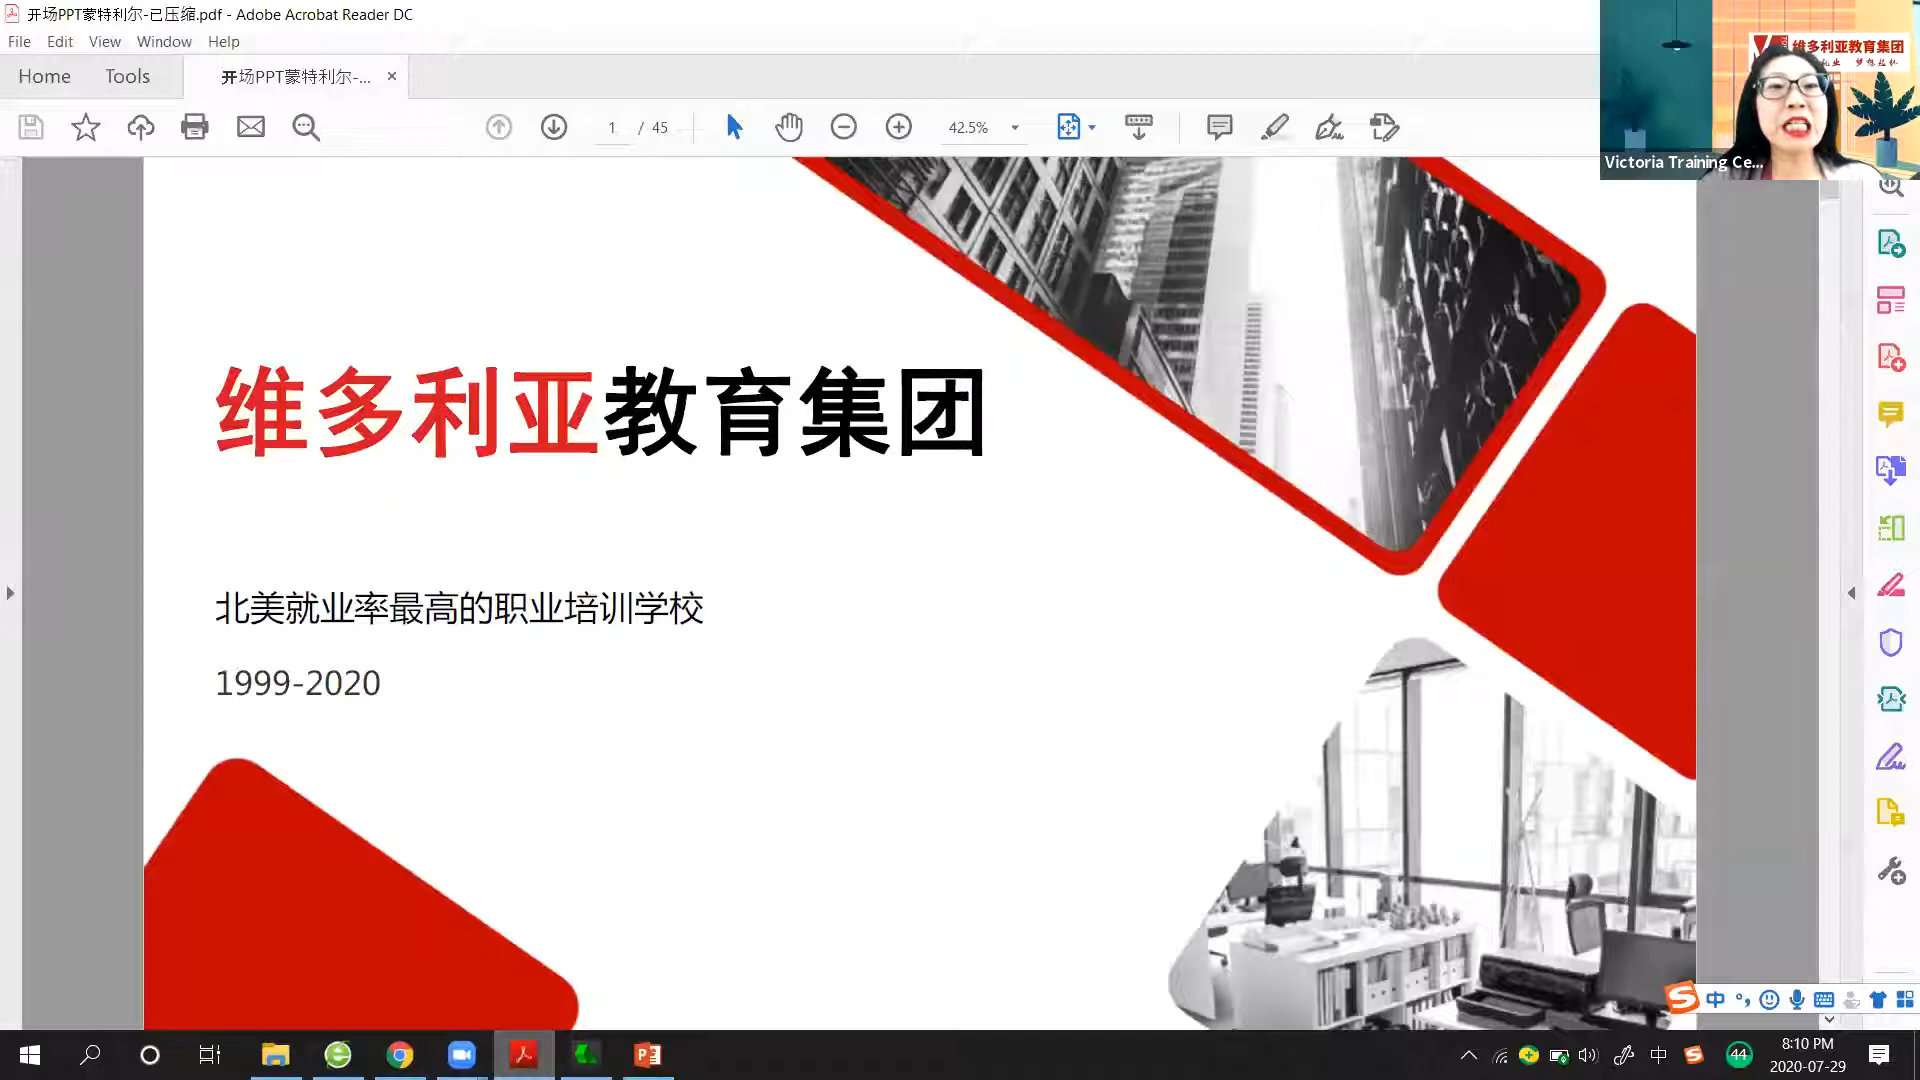 开场PPT蒙特利尔-已压缩.pdf - Adobe Acrobat Reader DC
File Edit View Window Help
Home Tools 开场PPT蒙特利尔-... ×
1 / 45 42.5%
维多利亚教育集团
Victoria Training Ce...
维多利亚教育集团
北美就业率最高的职业培训学校
1999-2020
中
中
44
8:10 PM
2020-07-29